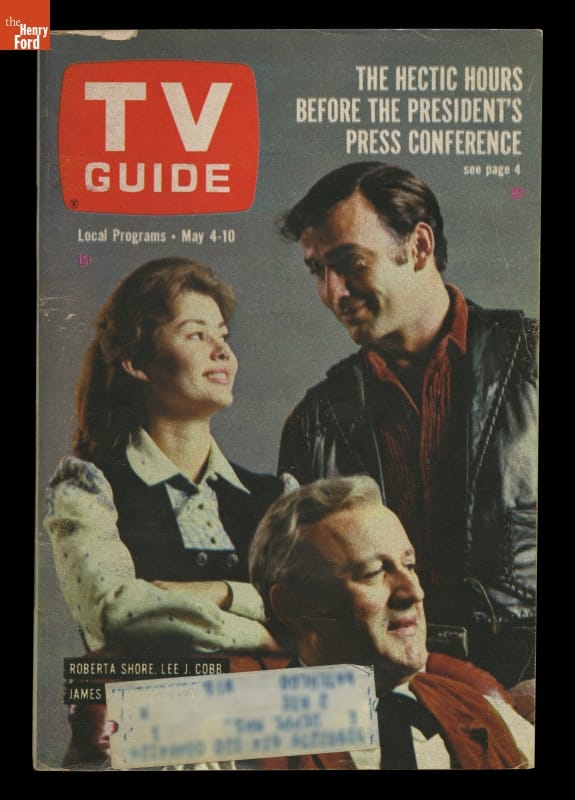 the
Henry
Ford
TV
GUIDE
®
THE HECTIC HOURS
BEFORE THE PRESIDENT'S
PRESS CONFERENCE
see page 4
Local Programs • May 4-10
15¢
ROBERTA SHORE, LEE J. COBB
JAMES